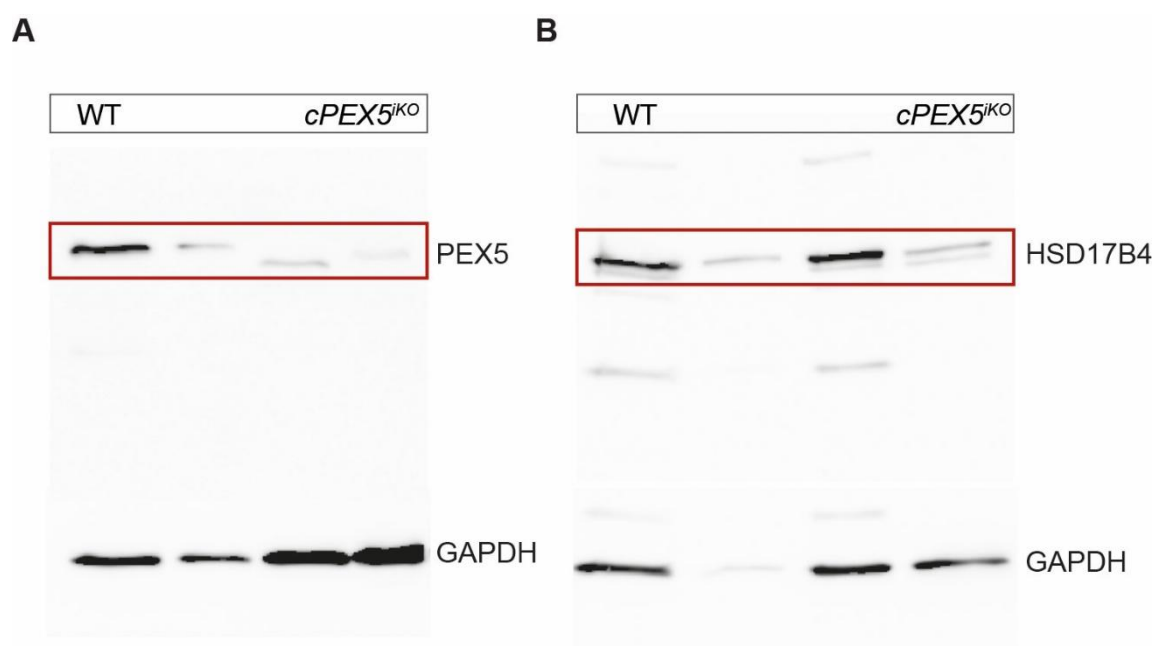 A
B
WT cPEX5iKO
WT cPEX5iKO
PEX5
HSD17B4
GAPDH
GAPDH